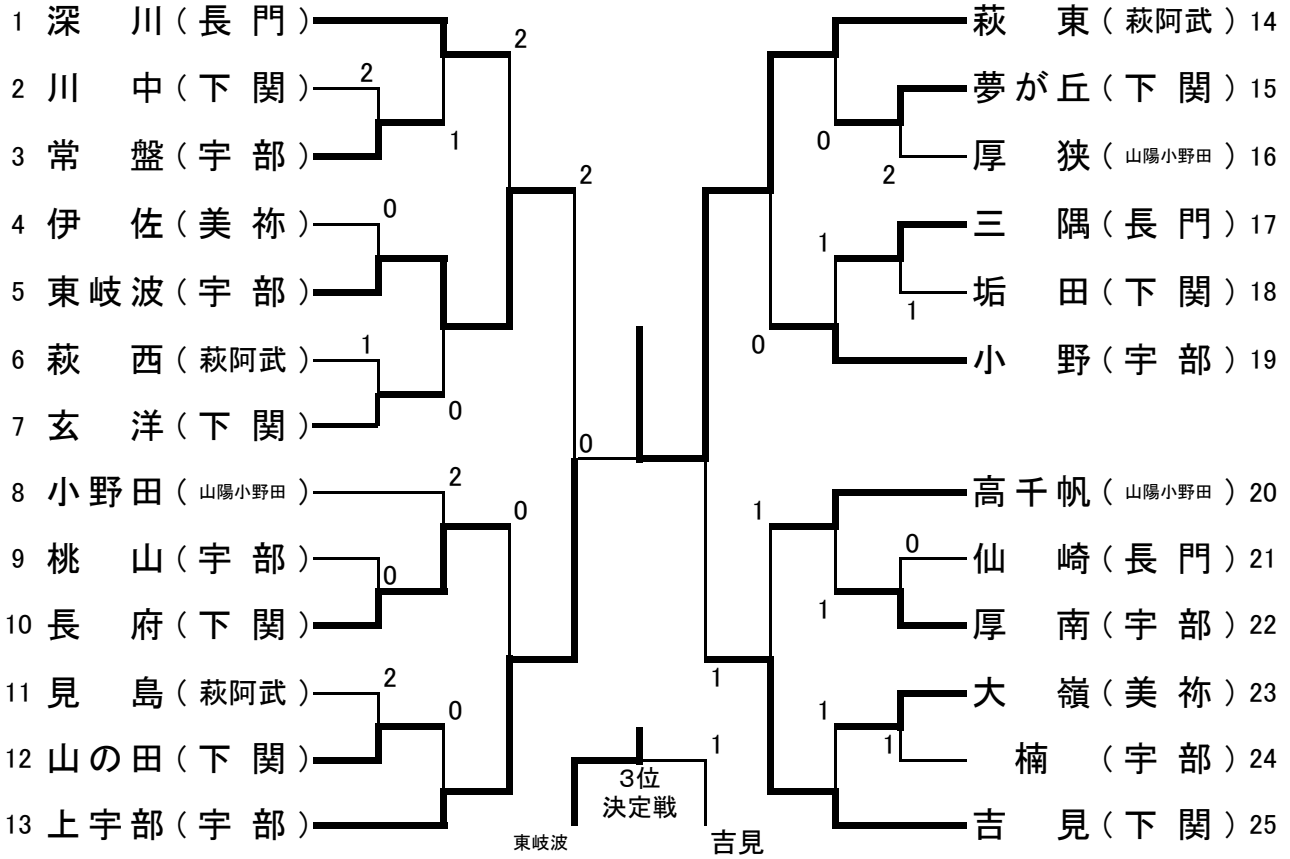 1 深川（長門）
2 川中（下関）
3 常盤（宇部）
4 伊佐（美祢）
5 東岐波（宇部）
6 萩西（萩阿武）
7 玄洋（下関）
8 小野田（山陽小野田）
9 桃山（宇部）
10 長府（下関）
11 見島（萩阿武）
12 山の田（下関）
13 上宇部（宇部）
2
2
1
0
1
0
2
0
0
2
0
2
0
3位
決定戦
東岐波
吉見
1
1
0
2
1
1
0
1
0
1
1
1
萩東（萩阿武）14
夢が丘（下関）15
厚狭（山陽小野田）16
三隅（長門）17
垢田（下関）18
小野（宇部）19
高千帆（山陽小野田）20
仙崎（長門）21
厚南（宇部）22
大嶺（美祢）23
楠（宇部）24
吉見（下関）25